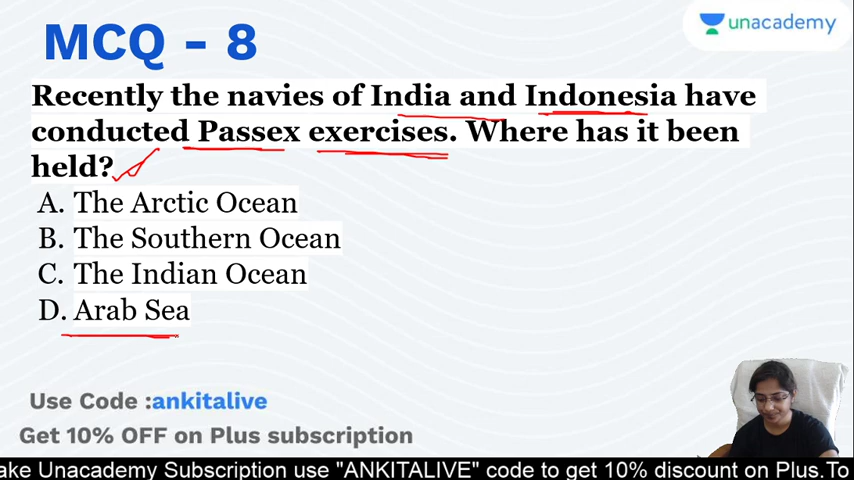 MCQ - 8
unacademy
Recently the navies of India and Indonesia have
conducted Passex exercises. Where has it been
held?
A. The Arctic Ocean
B. The Southern Ocean
C. The Indian Ocean
D. Arab Sea
Use Code :ankitalive
Get 10% OFF on Plus subscription
ake Unacademy Subscription use "ANKITALIVE" code to get 10% discount on Plus.To